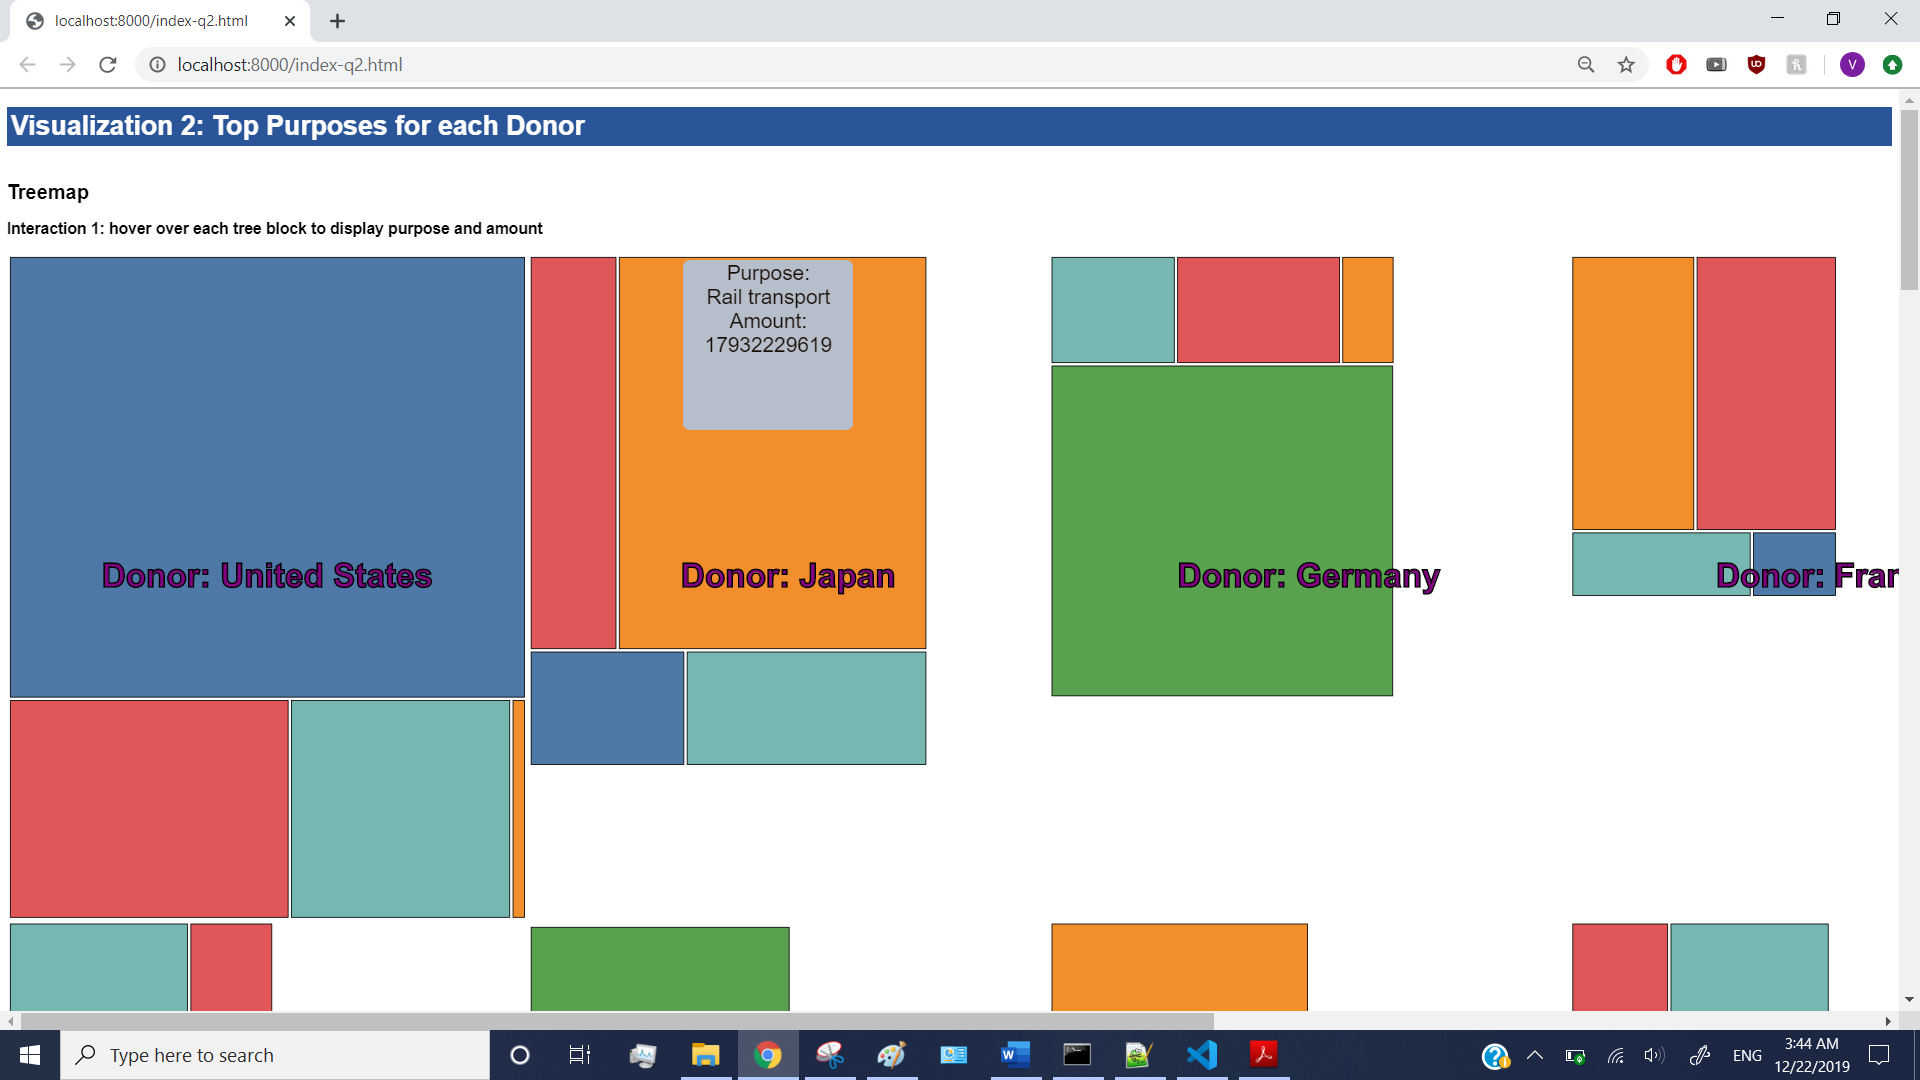 localhost:8000/index-q2.html
localhost:8000/index-q2.html
Visualization 2: Top Purposes for each Donor
Treemap
Interaction 1: hover over each tree block to display purpose and amount
Purpose:
Rail transport
Amount:
17932229619
Donor: United States
Donor: Japan
Donor: Germany
Donor: Fran
Type here to search
ENG
3:44 AM
12/22/2019
V